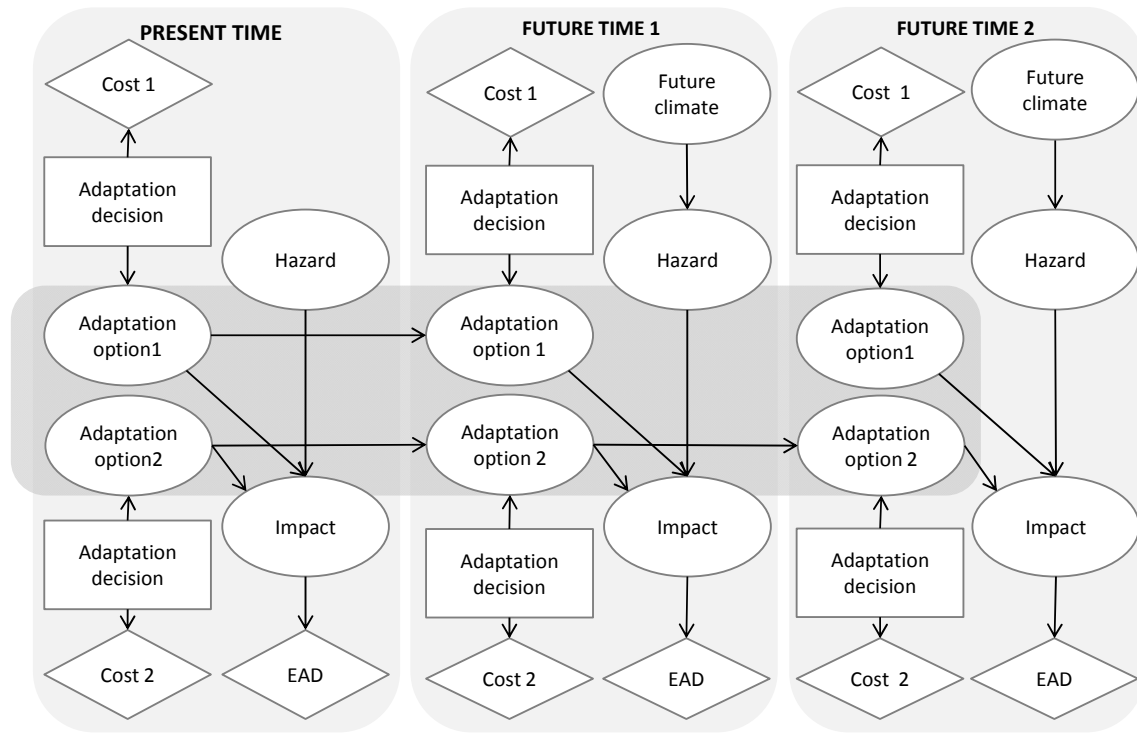 PRESENT TIME
FUTURE TIME 1
FUTURE TIME 2
Cost 1
Adaptation
decision
Hazard
Adaptation
option1
Adaptation
option2
Impact
Adaptation
decision
Cost 2
EAD
Cost 1
Future
climate
Adaptation
decision
Hazard
Adaptation
option 1
Adaptation
option 2
Impact
Adaptation
decision
Cost 2
EAD
Cost 1
Future
climate
Adaptation
decision
Hazard
Adaptation
option1
Adaptation
option 2
Impact
Adaptation
decision
Cost 2
EAD